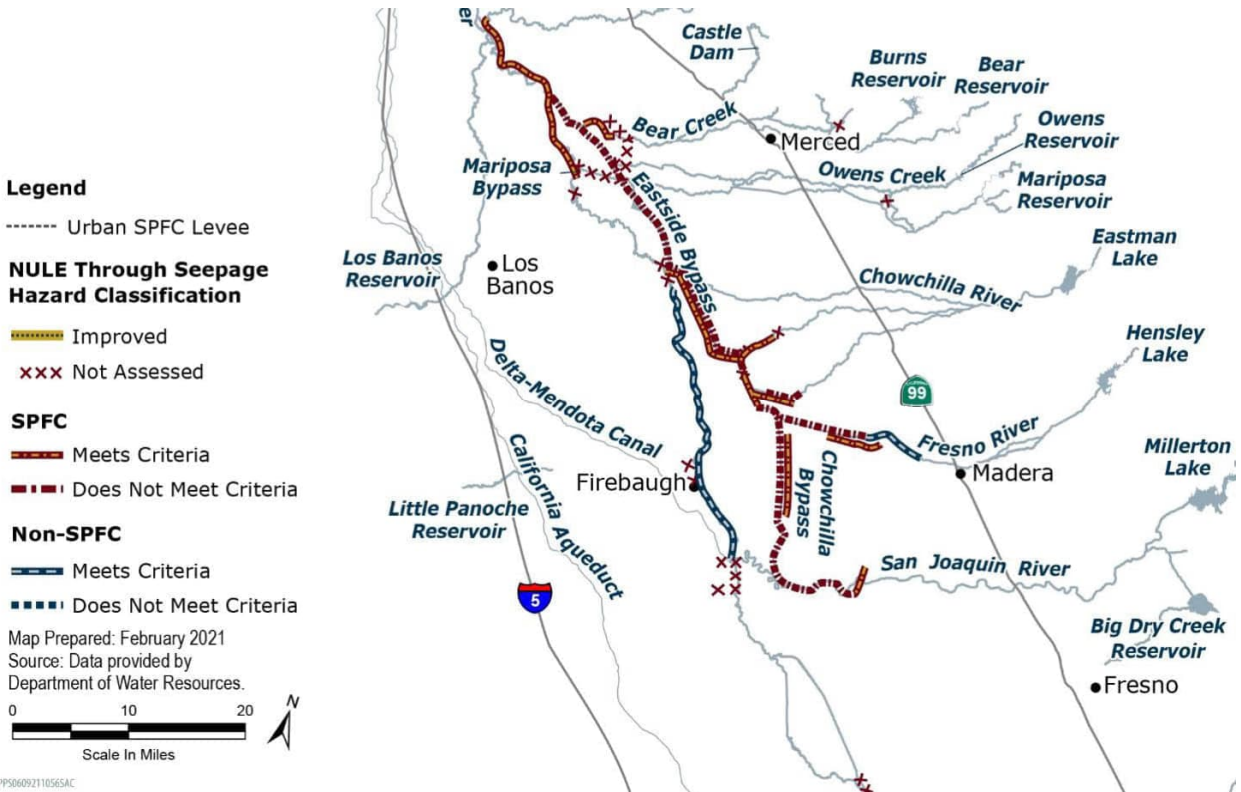 er
Castle
Dam
Burns
Reservoir
Bear
Reservoir
Bear Creek
Merced
Owens
Reservoir
Owens Creek
Mariposa
Bypass
Mariposa
Reservoir
Eastside Bypass
Eastman
Lake
Los Banos
Reservoir
Los
Banos
Chowchilla River
Hensley
Lake
Delta-Mendota Canal
99
Fresno River
Millerton
Lake
California Aqueduct
Firebaugh
Chowchilla
Bypass
Madera
Little Panoche
Reservoir
San Joaquin River
5
Big Dry Creek
Reservoir
Fresno
Legend
Urban SPFC Levee
NULE Through Seepage
Hazard Classification
Improved
××× Not Assessed
SPFC
Meets Criteria
Does Not Meet Criteria
Non-SPFC
Meets Criteria
Does Not Meet Criteria
Map Prepared: February 2021
Source: Data provided by
Department of Water Resources.
N
0 10 20
Scale In Miles
PPS0609211056SAC